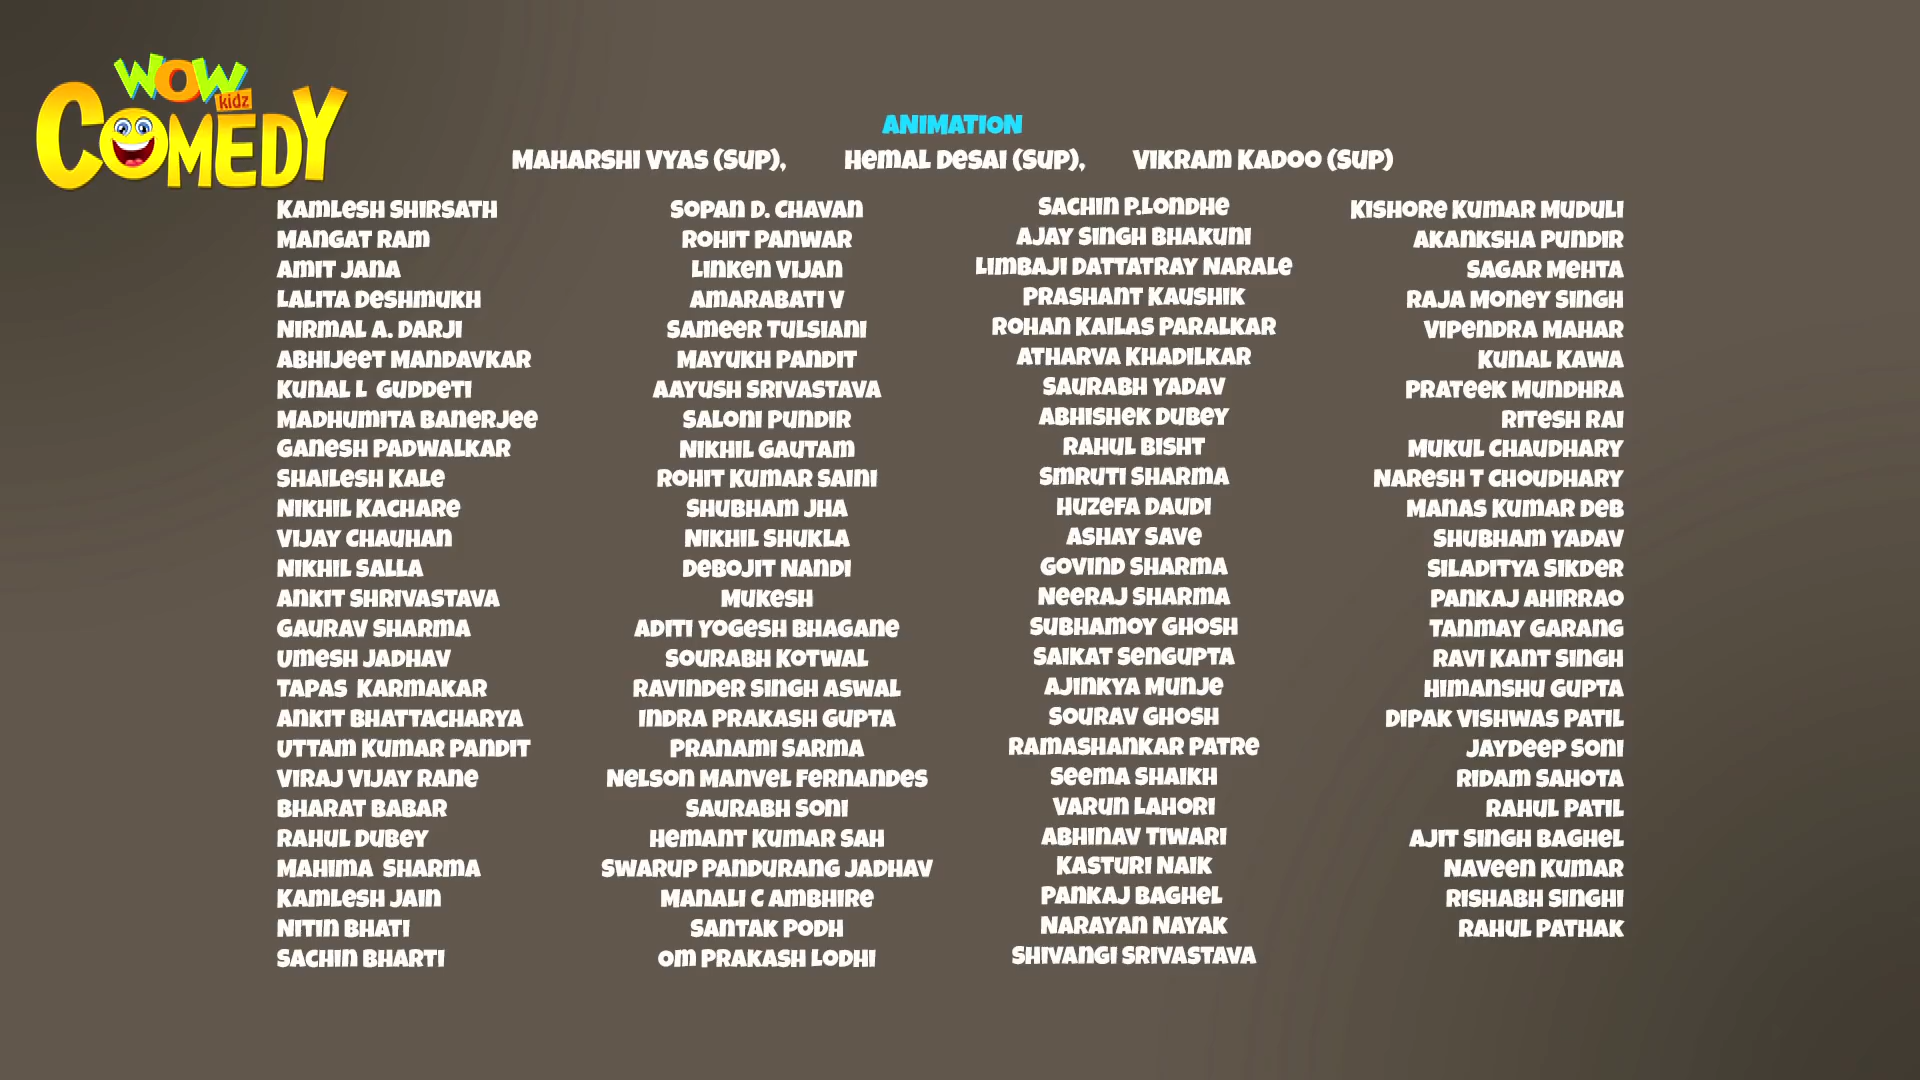 WOW
kidz
COMEDY
ANIMATION
MAHARSHI VYAS (SUP), HEMAL DESAI (SUP), VIKRAM KADOO (SUP)
KAMLESH SHIRSATH
MANGAT RAM
AMIT JANA
LALITA DESHMUKH
NIRMAL A. DARJI
ABHIJEET MANDAVKAR
KUNAL L GUDDETI
MADHUMITA BANERJEE
GANESH PADWALKAR
SHAILESH KALE
NIKHIL KACHARE
VIJAY CHAUHAN
NIKHIL SALLA
ANKIT SHRIVASTAVA
GAURAV SHARMA
UMESH JADHAV
TAPAS KARMAKAR
ANKIT BHATTACHARYA
UTTAM KUMAR PANDIT
VIRAJ VIJAY RANE
BHARAT BABAR
RAHUL DUBEY
MAHIMA SHARMA
KAMLESH JAIN
NITIN BHATI
SACHIN BHARTI
SOPAN D. CHAVAN
ROHIT PANWAR
LINKEN VIJAN
AMARABATI V
SAMEER TULSIANI
MAYUKH PANDIT
AAYUSH SRIVASTAVA
SALONI PUNDIR
NIKHIL GAUTAM
ROHIT KUMAR SAINI
SHUBHAM JHA
NIKHIL SHUKLA
DEBOJIT NANDI
MUKESH
ADITI YOGESH BHAGANE
SOURABH KOTWAL
RAVINDER SINGH ASWAL
INDRA PRAKASH GUPTA
PRANAMI SARMA
NELSON MANVEL FERNANDES
SAURABH SONI
HEMANT KUMAR SAH
SWARUP PANDURANG JADHAV
MANALI C AMBHIRE
SANTAK PODH
OM PRAKASH LODHI
SACHIN P.LONDHE
AJAY SINGH BHAKUNI
LIMBAJI DATTATRAY NARALE
PRASHANT KAUSHIK
ROHAN KAILAS PARALKAR
ATHARVA KHADILKAR
SAURABH YADAV
ABHISHEK DUBEY
RAHUL BISHT
SMRUTI SHARMA
HUZEFA DAUDI
ASHAY SAVE
GOVIND SHARMA
NEERAJ SHARMA
SUBHAMOY GHOSH
SAIKAT SENGUPTA
AJINKYA MUNJE
SOURAV GHOSH
RAMASHANKAR PATRE
SEEMA SHAIKH
VARUN LAHORI
ABHINAV TIWARI
KASTURI NAIK
PANKAJ BAGHEL
NARAYAN NAYAK
SHIVANGI SRIVASTAVA
KISHORE KUMAR MUDULI
AKANKSHA PUNDIR
SAGAR MEHTA
RAJA MONEY SINGH
VIPENDRA MAHAR
KUNAL KAWA
PRATEEK MUNDHRA
RITESH RAI
MUKUL CHAUDHARY
NARESH T CHOUDHARY
MANAS KUMAR DEB
SHUBHAM YADAV
SILADITYA SIKDER
PANKAJ AHIRRAO
TANMAY GARANG
RAVI KANT SINGH
HIMANSHU GUPTA
DIPAK VISHWAS PATIL
JAYDEEP SONI
RIDAM SAHOTA
RAHUL PATIL
AJIT SINGH BAGHEL
NAVEEN KUMAR
RISHABH SINGHI
RAHUL PATHAK